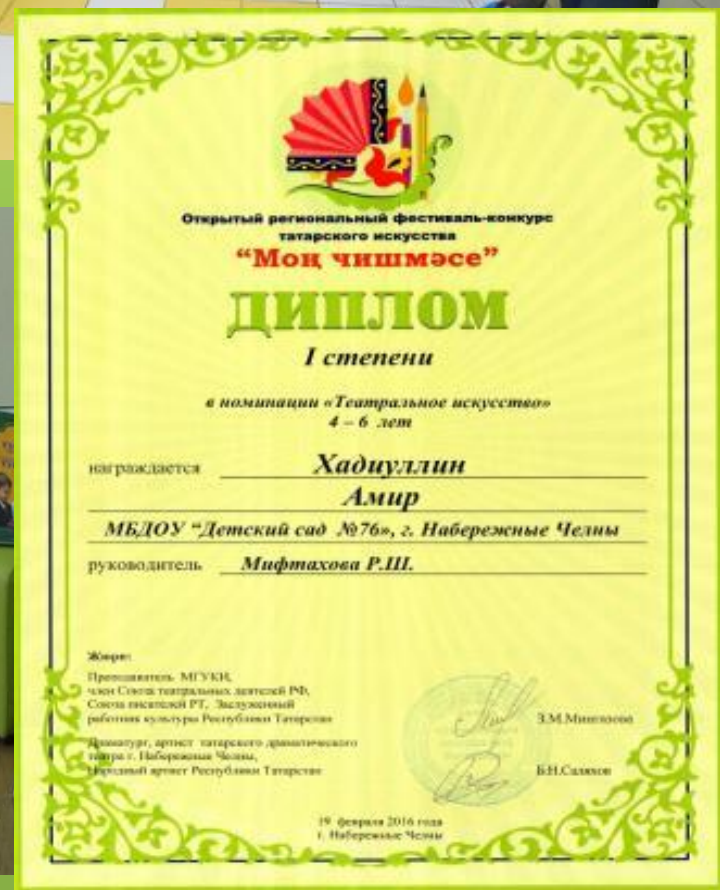 Открытый региональный фестиваль-конкурс
татарского искусства
“Моң чишмәсе”
ДИПЛОМ
I степени
в номинации «Театральное искусство»
4 – 6 лет
награждается Хадиуллин
Амир
МБДОУ “Детский сад №76», г. Набережные Челны
руководитель Мифтахова Р.Ш.
Жюри:
Преподаватель МГУКИ,
член Союза театральных деятелей РФ,
Союза писателей РТ, Заслуженный
работник культуры Республики Татарстан
З.М.
Драматург, артист татарского драматического
театра г. Набережные Челны,
Народный артист Республики Татарстан
Б.Н.Салахов
19 февраля 2016 года
г. Набережные Челны